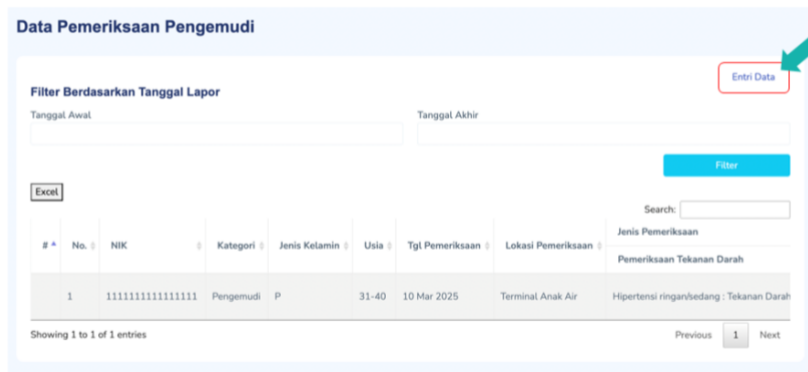 Data Pemeriksaan Pengemudi
Entri Data
Filter Berdasarkan Tanggal Lapor
Tanggal Awal Tanggal Akhir
Filter
Excel
Search:
# No. NIK Kategori Jenis Kelamin Usia Tgl Pemeriksaan Lokasi Pemeriksaan Jenis Pemeriksaan
Pemeriksaan Tekanan Darah
1 1111111111111111 Pengemudi P 31-40 10 Mar 2025 Terminal Anak Air Hipertensi ringan/sedang : Tekanan Darah
Showing 1 to 1 of 1 entries Previous 1 Next